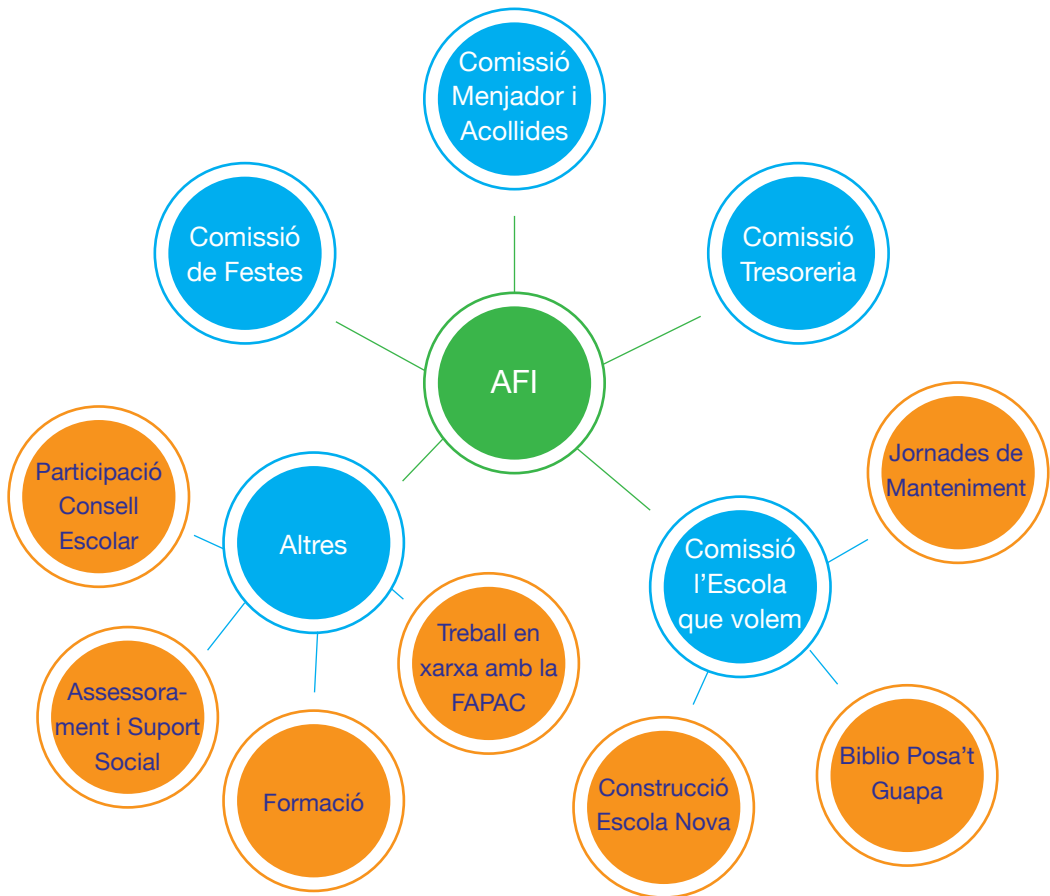 Comissió
Menjador i
Acollides
Comissió
de Festes
Comissió
Tresoreria
AFI
Jornades de
Manteniment
Participació
Consell
Escolar
Altres
Comissió
l’Escola
que volem
Treball en
xarxa amb la
FAPAC
Assessora-
ment i Suport
Social
Formació
Construcció
Escola Nova
Biblio Posa’t
Guapa